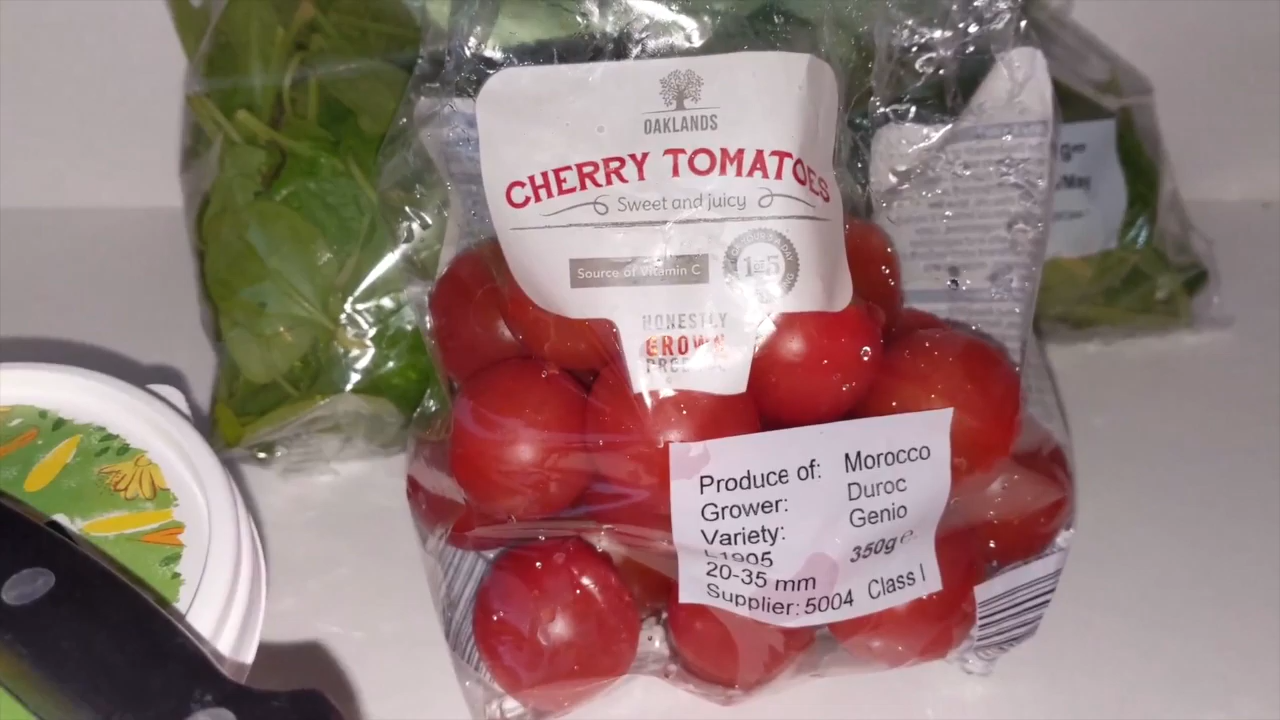 OAKLANDS
CHERRY TOMATOES
Sweet and juicy
Source of Vitamin C
1 OF 5
HONESTLY
GROWN
Produce of: Morocco
Grower: Duroc
Variety: Genio
L1905 350g e
20-35 mm
Supplier: 5004 Class I